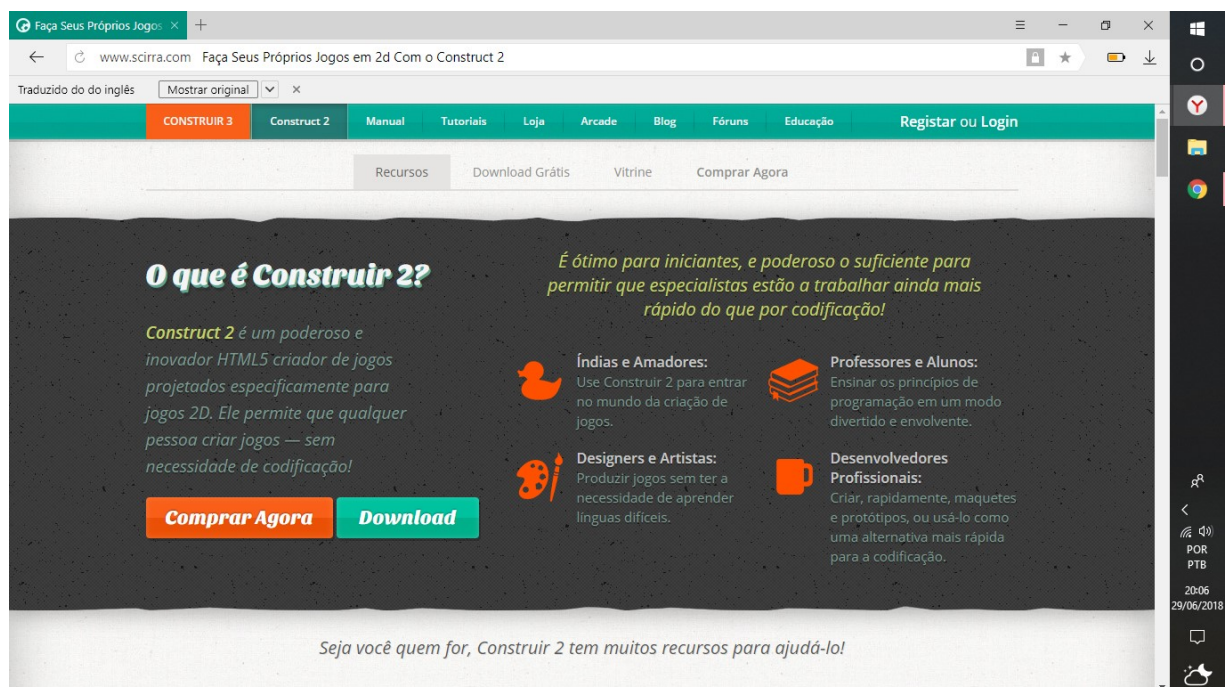 Faça Seus Próprios Jogos
www.scirra.com Faça Seus Próprios Jogos em 2d Com o Construct 2
Traduzido do do inglês Mostrar original
CONSTRUIR 3 Construct 2 Manual Tutoriais Loja Arcade Blog Fóruns Educação Registar ou Login
Recursos Download Grátis Vitrine Comprar Agora
O que é Construir 2?
Construct 2 é um poderoso e
inovador HTML5 criador de jogos
projetados especificamente para
jogos 2D. Ele permite que qualquer
pessoa criar jogos — sem
necessidade de codificação!
Comprar Agora Download
É ótimo para iniciantes, e poderoso o suficiente para
permitir que especialistas estão a trabalhar ainda mais
rápido do que por codificação!
Índias e Amadores:
Use Construir 2 para entrar
no mundo da criação de
jogos.
Professores e Alunos:
Ensinar os princípios de
programação em um modo
divertido e envolvente.
Designers e Artistas:
Produzir jogos sem ter a
necessidade de aprender
línguas difíceis.
Desenvolvedores
Profissionais:
Criar, rapidamente, maquetes
e protótipos, ou usá-lo como
uma alternativa mais rápida
para a codificação.
Seja você quem for, Construir 2 tem muitos recursos para ajudá-lo!
POR
PTB
20:06
29/06/2018